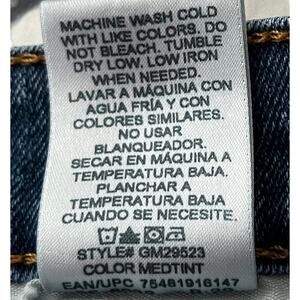 MACHINE WASH COLD
WITH LIKE COLORS. DO
NOT BLEACH. TUMBLE
DRY LOW. LOW IRON
WHEN NEEDED.
LAVAR A MÁQUINA CON
AGUA FRÍA Y CON
COLORES SIMILARES.
NO USAR
BLANQUEADOR.
SECAR EN MÁQUINA A
TEMPERATURA BAJA.
PLANCHAR A
TEMPERATURA BAJA
CUANDO SE NECESITE.
STYLE# GM29523
COLOR MEDTINT
EAN/UPC 75481916147